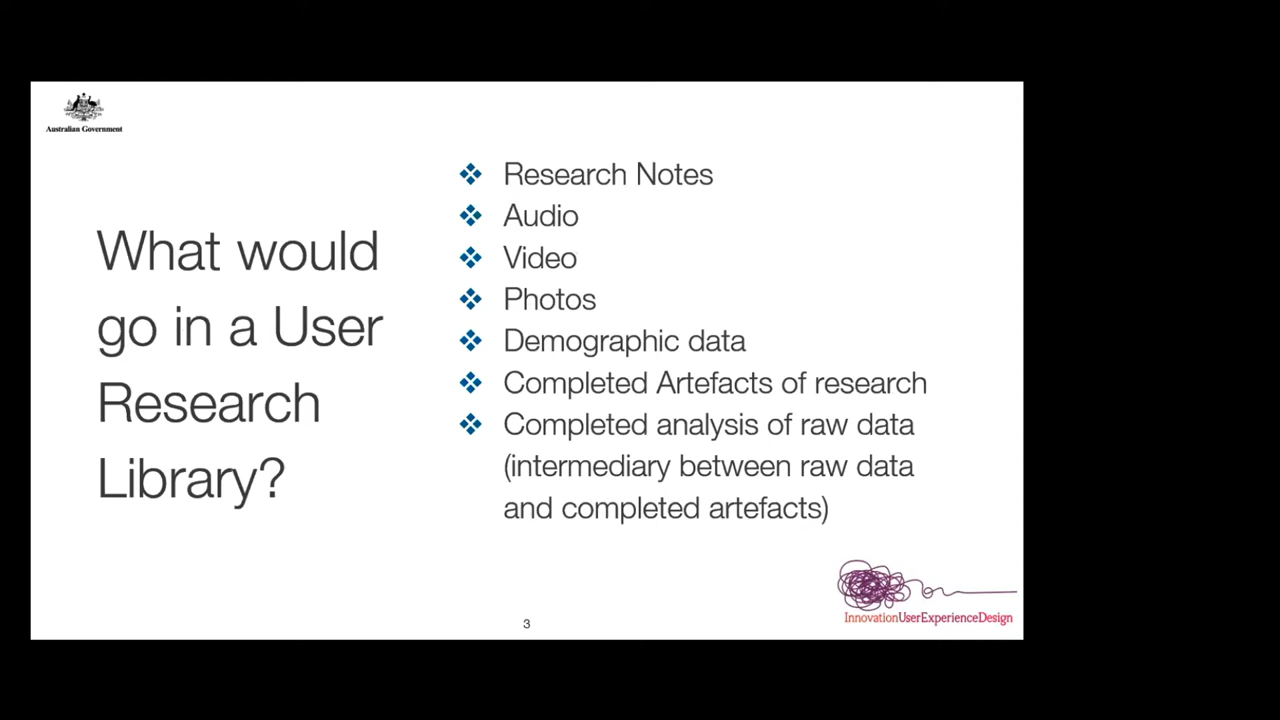 Australian Government
What would
go in a User
Research
Library?
Research Notes
Audio
Video
Photos
Demographic data
Completed Artefacts of research
Completed analysis of raw data
(intermediary between raw data
and completed artefacts)
InnovationUserExperienceDesign
3